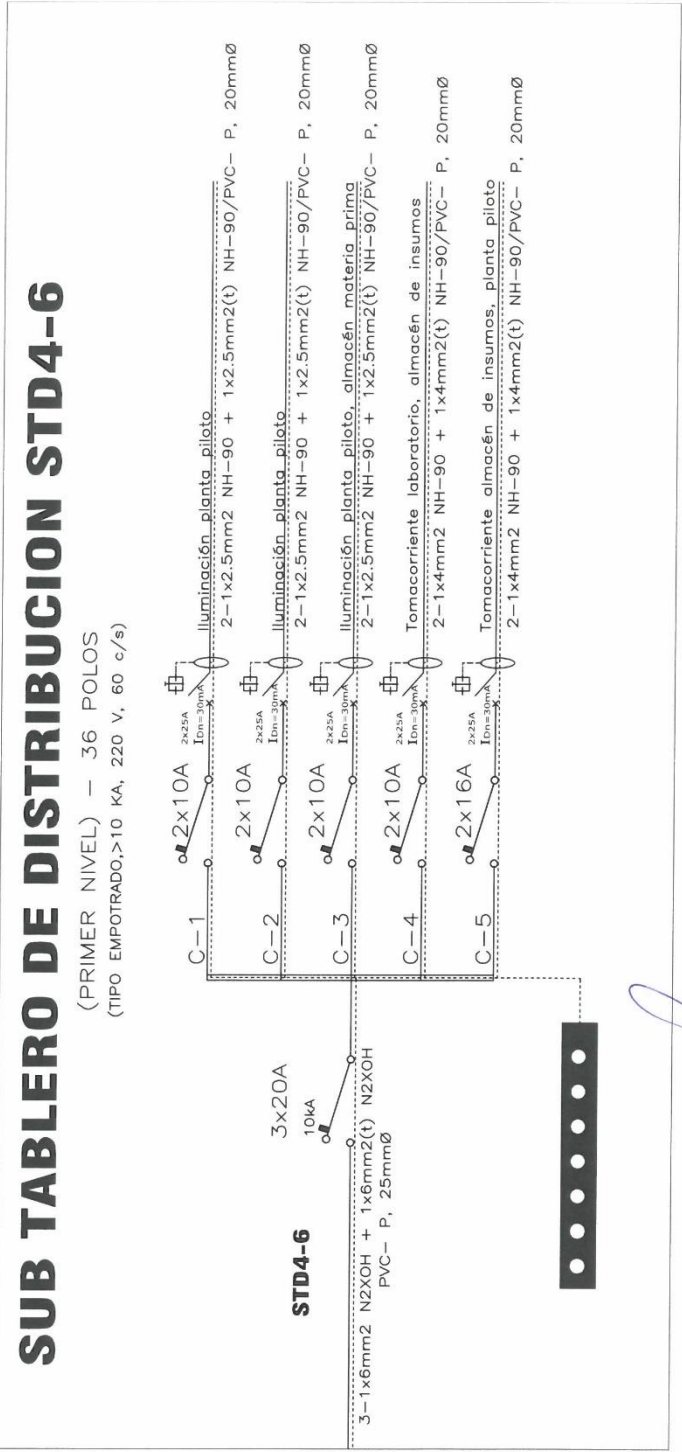 SUB TABLERO DE DISTRIBUCION STD4-6
(PRIMER NIVEL) - 36 POLOS
(TIPO EMPOTRADO,>10 KA, 220 V, 60 c/s)
STD4-6
3x20A
10kA
3-1x6mm2 N2XOH + 1x6mm2(t) N2XOH
PVC- P, 25mmØ
C-1
2x10A
2x25A
IDn=30mA
Iluminación planta piloto
2-1x2.5mm2 NH-90 + 1x2.5mm2(t) NH-90/PVC- P, 20mmØ
C-2
2x10A
2x25A
IDn=30mA
Iluminación planta piloto
2-1x2.5mm2 NH-90 + 1x2.5mm2(t) NH-90/PVC- P, 20mmØ
C-3
2x10A
2x25A
IDn=30mA
Iluminación planta piloto, almacén materia prima
2-1x2.5mm2 NH-90 + 1x2.5mm2(t) NH-90/PVC- P, 20mmØ
C-4
2x10A
2x25A
IDn=30mA
Tomacorriente laboratorio, almacén de insumos
2-1x4mm2 NH-90 + 1x4mm2(t) NH-90/PVC- P, 20mmØ
C-5
2x16A
2x25A
IDn=30mA
Tomacorriente almacén de insumos, planta piloto
2-1x4mm2 NH-90 + 1x4mm2(t) NH-90/PVC- P, 20mmØ